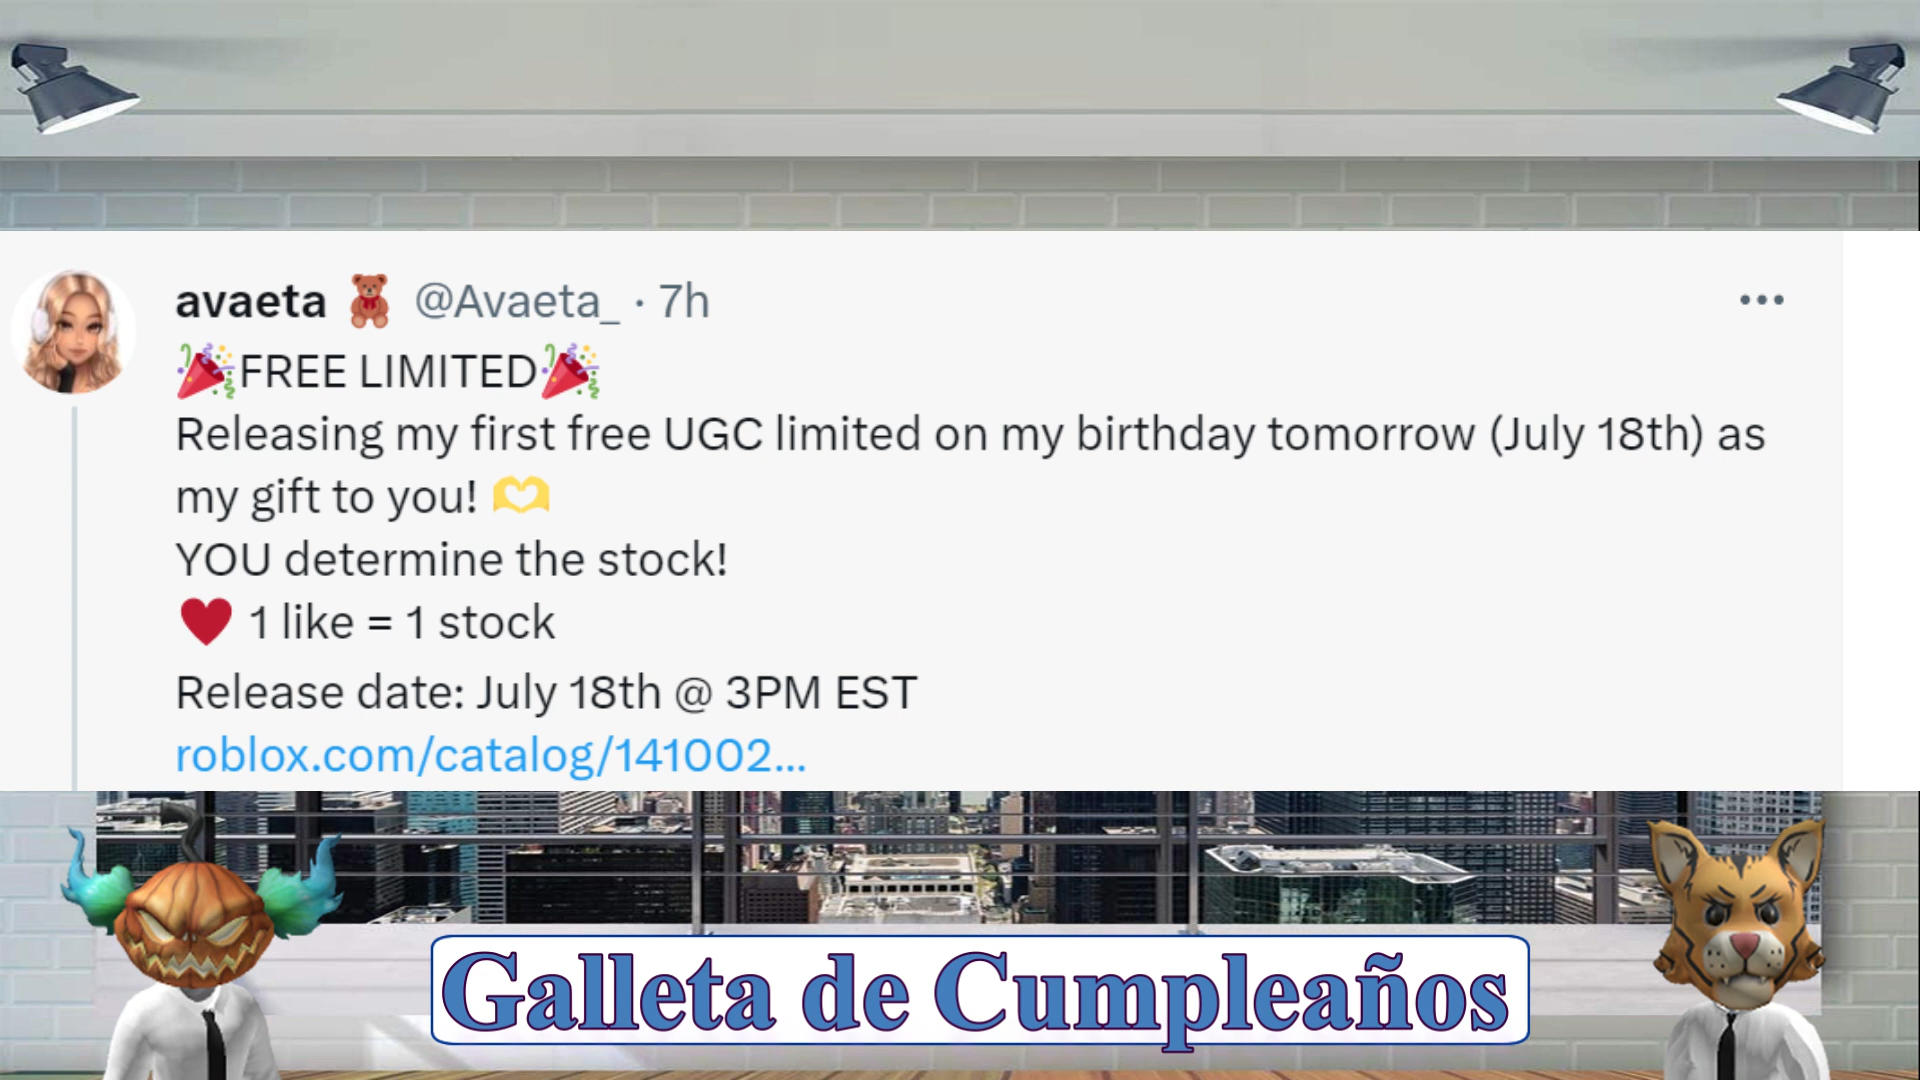 avaeta 🧸 @Avaeta_ · 7h
🎉FREE LIMITED🎉
Releasing my first free UGC limited on my birthday tomorrow (July 18th) as
my gift to you! 🫶
YOU determine the stock!
♥ 1 like = 1 stock
Release date: July 18th @ 3PM EST
roblox.com/catalog/141002...
Galleta de Cumpleaños